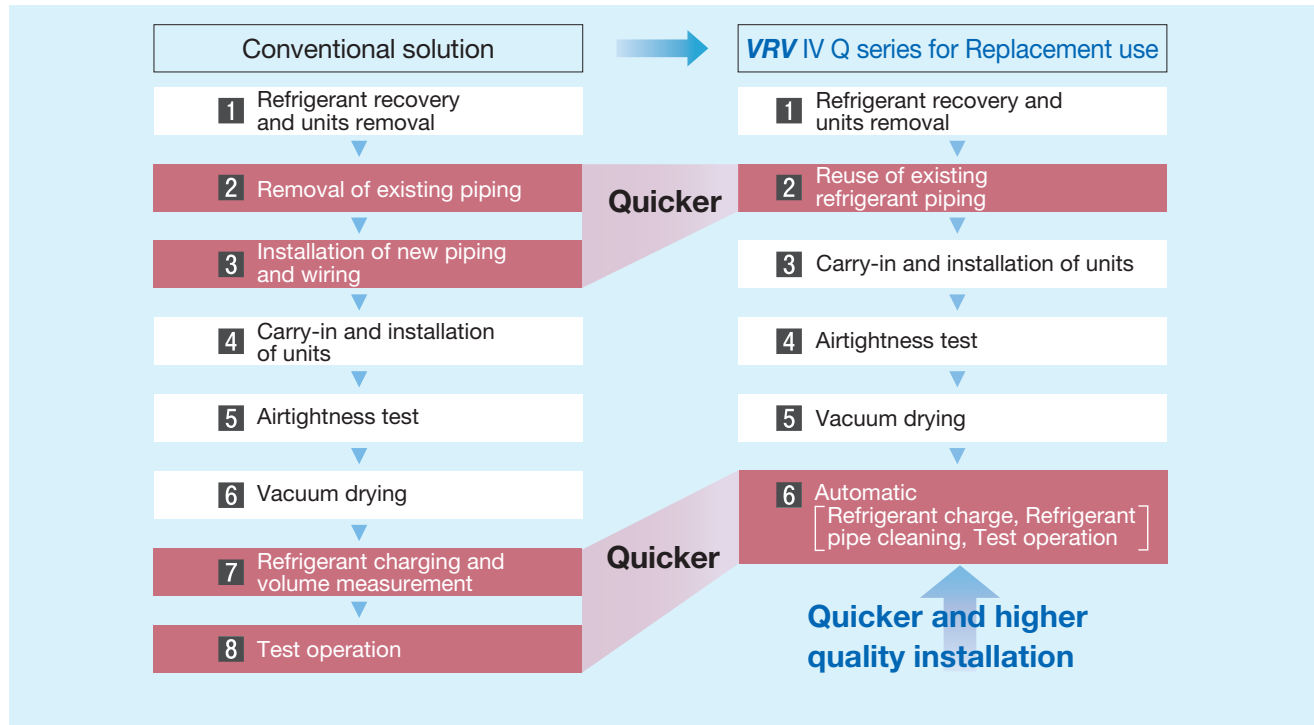 Conventional solution
VRV IV Q series for Replacement use
1 Refrigerant recovery
and units removal
2 Removal of existing piping
3 Installation of new piping
and wiring
4 Carry-in and installation
of units
5 Airtightness test
6 Vacuum drying
7 Refrigerant charging and
volume measurement
8 Test operation
Quicker
Quicker
1 Refrigerant recovery and
units removal
2 Reuse of existing
refrigerant piping
3 Carry-in and installation of units
4 Airtightness test
5 Vacuum drying
6 Automatic
[Refrigerant charge, Refrigerant
pipe cleaning, Test operation]
Quicker and higher
quality installation